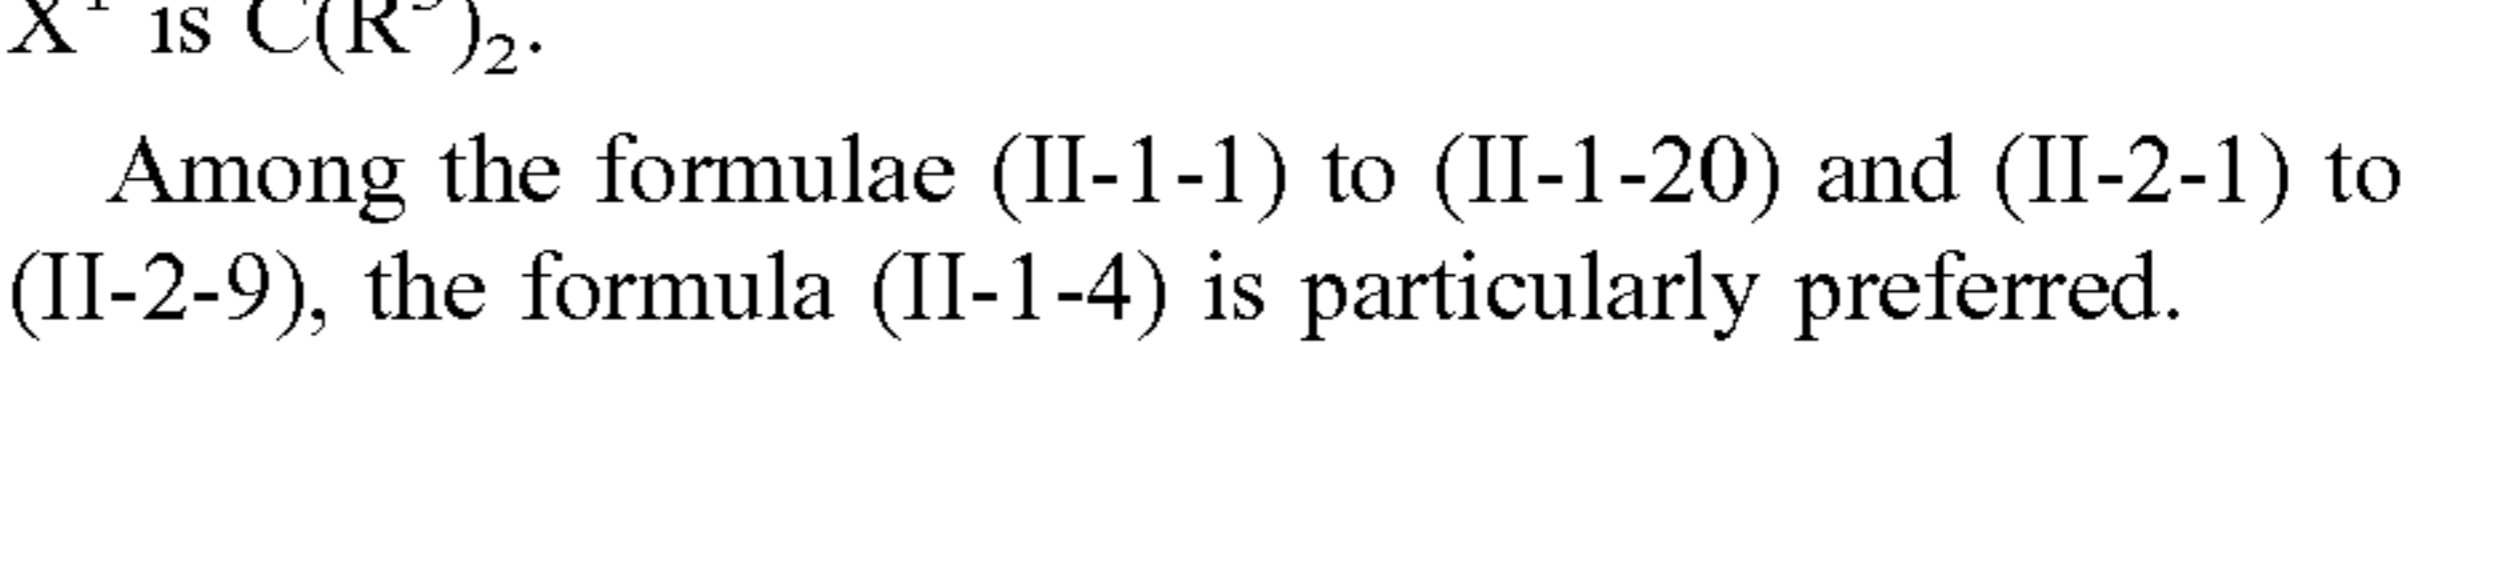 X¹ is C(R⁵)₂.
Among the formulae (II-1-1) to (II-1-20) and (II-2-1) to
(II-2-9), the formula (II-1-4) is particularly preferred.